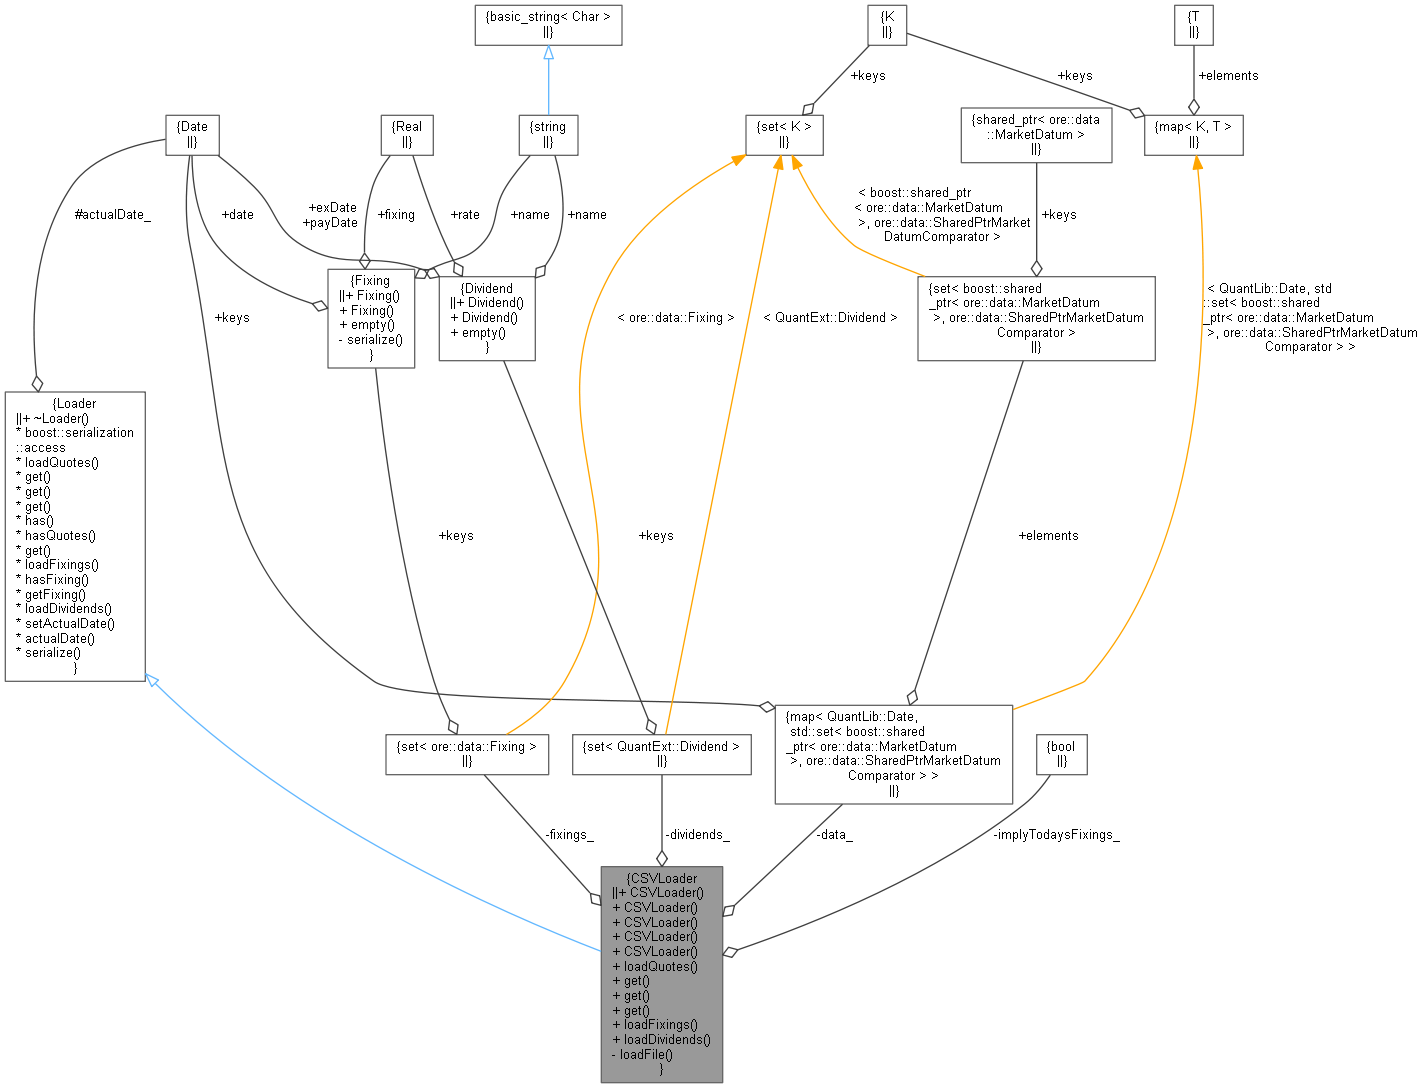 {basic_string< Char >
||}
{K
||}
{T
||}
+keys
+keys
+elements
{Date
||}
{Real
||}
{string
||}
{set< K >
||}
{shared_ptr< ore::data
::MarketDatum >
||}
{map< K, T >
||}
#actualDate_
+date
+exDate
+payDate
+fixing
+rate
+name
+name
< boost::shared_ptr
< ore::data::MarketDatum
>, ore::data::SharedPtrMarket
DatumComparator >
+keys
{Fixing
||+ Fixing()
+ Fixing()
+ empty()
- serialize()
}
{Dividend
||+ Dividend()
+ Dividend()
+ empty()
}
{set< boost::shared
_ptr< ore::data::MarketDatum
>, ore::data::SharedPtrMarketDatum
Comparator >
||}
+keys
< ore::data::Fixing >
< QuantExt::Dividend >
< QuantLib::Date, std
::set< boost::shared
_ptr< ore::data::MarketDatum
>, ore::data::SharedPtrMarketDatum
Comparator > >
{Loader
||+ ~Loader()
* boost::serialization
::access
* loadQuotes()
* get()
* get()
* get()
* has()
* hasQuotes()
* get()
* loadFixings()
* hasFixing()
* getFixing()
* loadDividends()
* setActualDate()
* actualDate()
* serialize()
}
+keys
+keys
+elements
{set< ore::data::Fixing >
||}
{set< QuantExt::Dividend >
||}
{map< QuantLib::Date,
std::set< boost::shared
_ptr< ore::data::MarketDatum
>, ore::data::SharedPtrMarketDatum
Comparator > >
||}
{bool
||}
-fixings_
-dividends_
-data_
-implyTodaysFixings_
{CSVLoader
||+ CSVLoader()
+ CSVLoader()
+ CSVLoader()
+ CSVLoader()
+ CSVLoader()
+ loadQuotes()
+ get()
+ get()
+ get()
+ loadFixings()
+ loadDividends()
- loadFile()
}